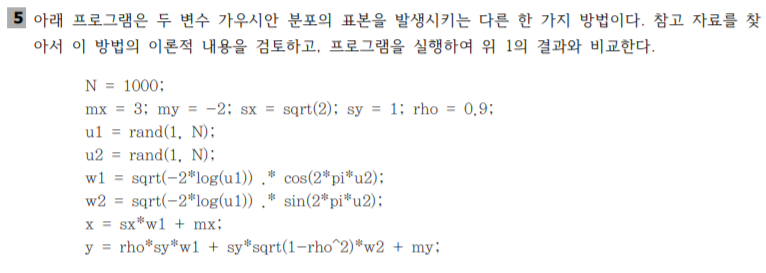 5 아래 프로그램은 두 변수 가우시안 분포의 표본을 발생시키는 다른 한 가지 방법이다. 참고 자료를 찾
아서 이 방법의 이론적 내용을 검토하고, 프로그램을 실행하여 위 1의 결과와 비교한다.
N = 1000;
mx = 3; my = -2; sx = sqrt(2); sy = 1; rho = 0.9;
u1 = rand(1, N);
u2 = rand(1, N);
w1 = sqrt(-2*log(u1)) .* cos(2*pi*u2);
w2 = sqrt(-2*log(u1)) .* sin(2*pi*u2);
x = sx*w1 + mx;
y = rho*sy*w1 + sy*sqrt(1-rho^2)*w2 + my;